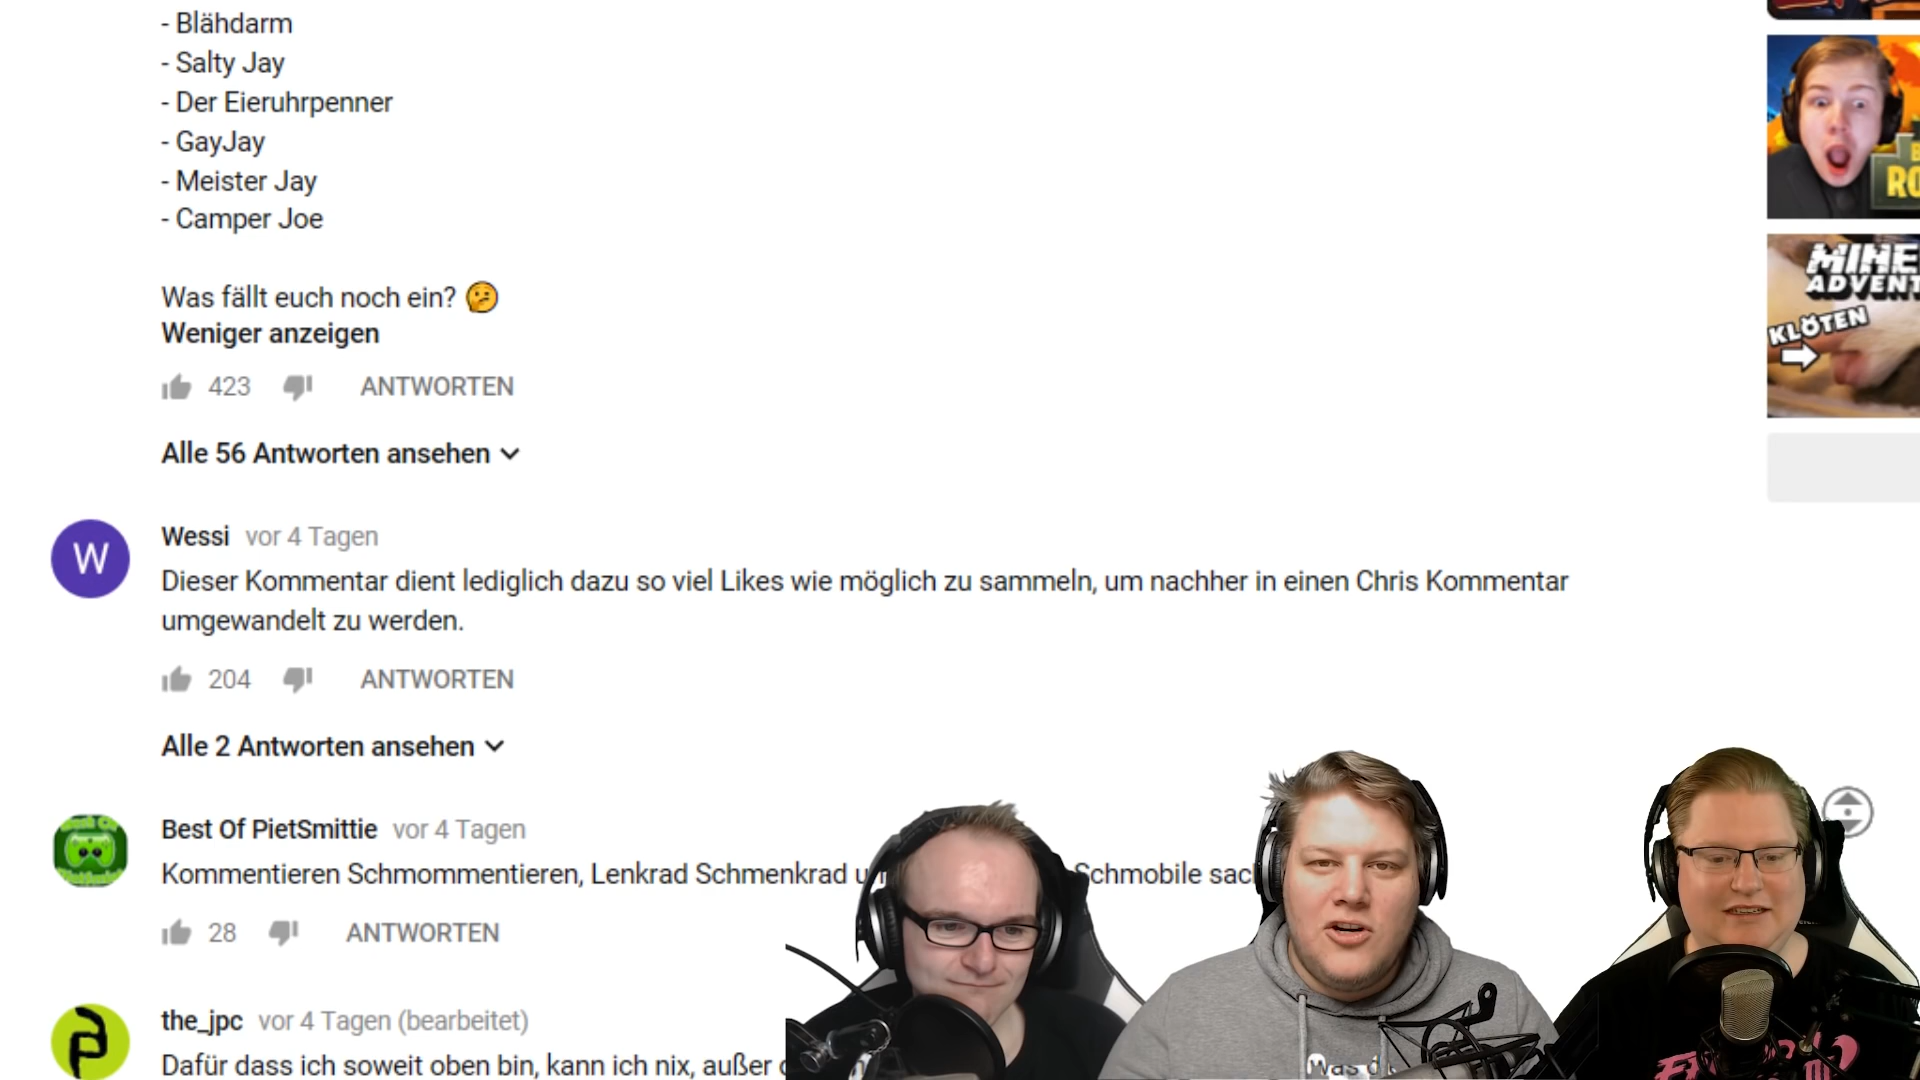 - Blähdarm
- Salty Jay
- Der Eieruhrpenner
- GayJay
- Meister Jay
- Camper Joe
Was fällt euch noch ein?
Weniger anzeigen
423 ANTWORTEN
Alle 56 Antworten ansehen
W
Wessi vor 4 Tagen
Dieser Kommentar dient lediglich dazu so viel Likes wie möglich zu sammeln, um nachher in einen Chris Kommentar
umgewandelt zu werden.
204 ANTWORTEN
Alle 2 Antworten ansehen
Best Of PietSmittie vor 4 Tagen
Kommentieren Schmommentieren, Lenkrad Schmenkrad Schmobile
28 ANTWORTEN
the_jpc vor 4 Tagen (bearbeitet)
Dafür dass ich soweit oben bin, kann ich nix, außer
KLÖTEN